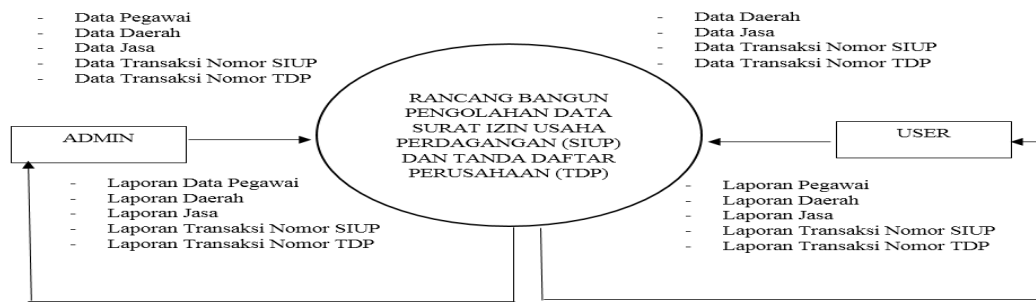 - Data Pegawai
- Data Daerah
- Data Jasa
- Data Transaksi Nomor SIUP
- Data Transaksi Nomor TDP
- Data Daerah
- Data Jasa
- Data Transaksi Nomor SIUP
- Data Transaksi Nomor TDP
ADMIN
RANCANG BANGUN
PENGOLAHAN DATA
SURAT IZIN USAHA
PERDAGANGAN (SIUP)
DAN TANDA DAFTAR
PERUSAHAAN (TDP)
USER
- Laporan Data Pegawai
- Laporan Daerah
- Laporan Jasa
- Laporan Transaksi Nomor SIUP
- Laporan Transaksi Nomor TDP
- Laporan Pegawai
- Laporan Daerah
- Laporan Jasa
- Laporan Transaksi Nomor SIUP
- Laporan Transaksi Nomor TDP